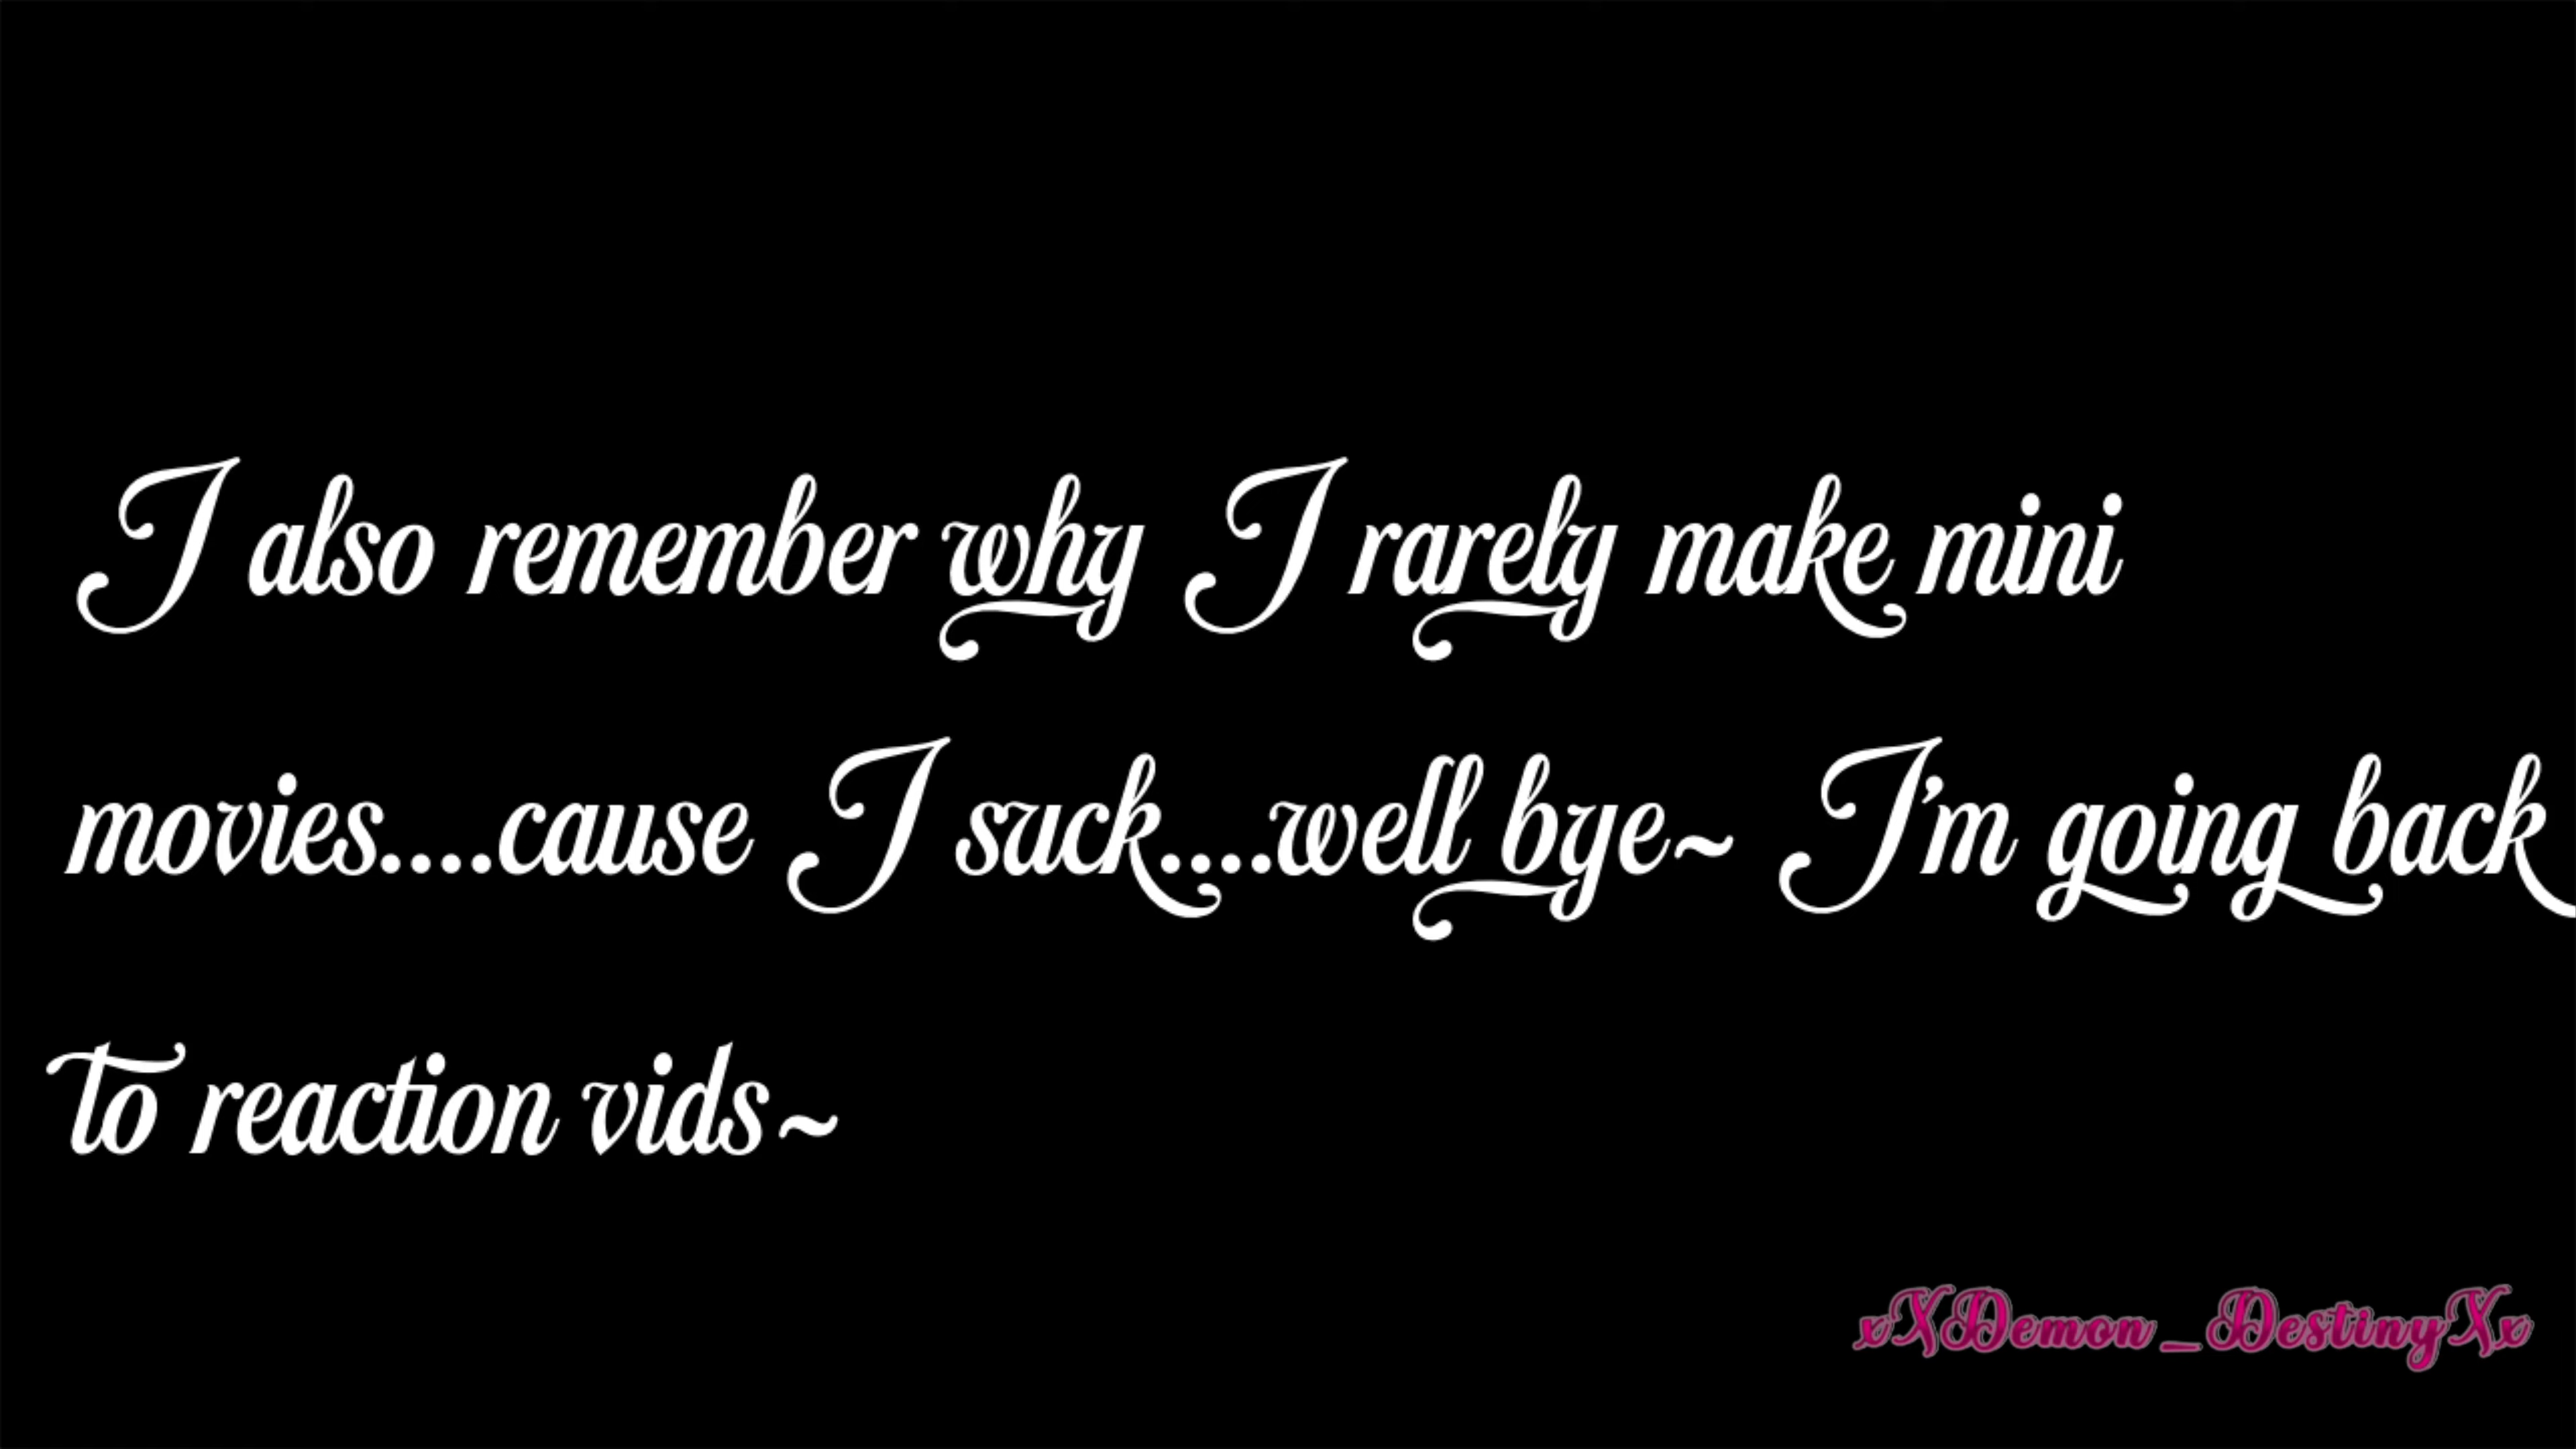 I also remember why I rarely make mini
movies....cause I suck....well bye~ I'm going back
to reaction vids~
xXDemon_DestinyXx